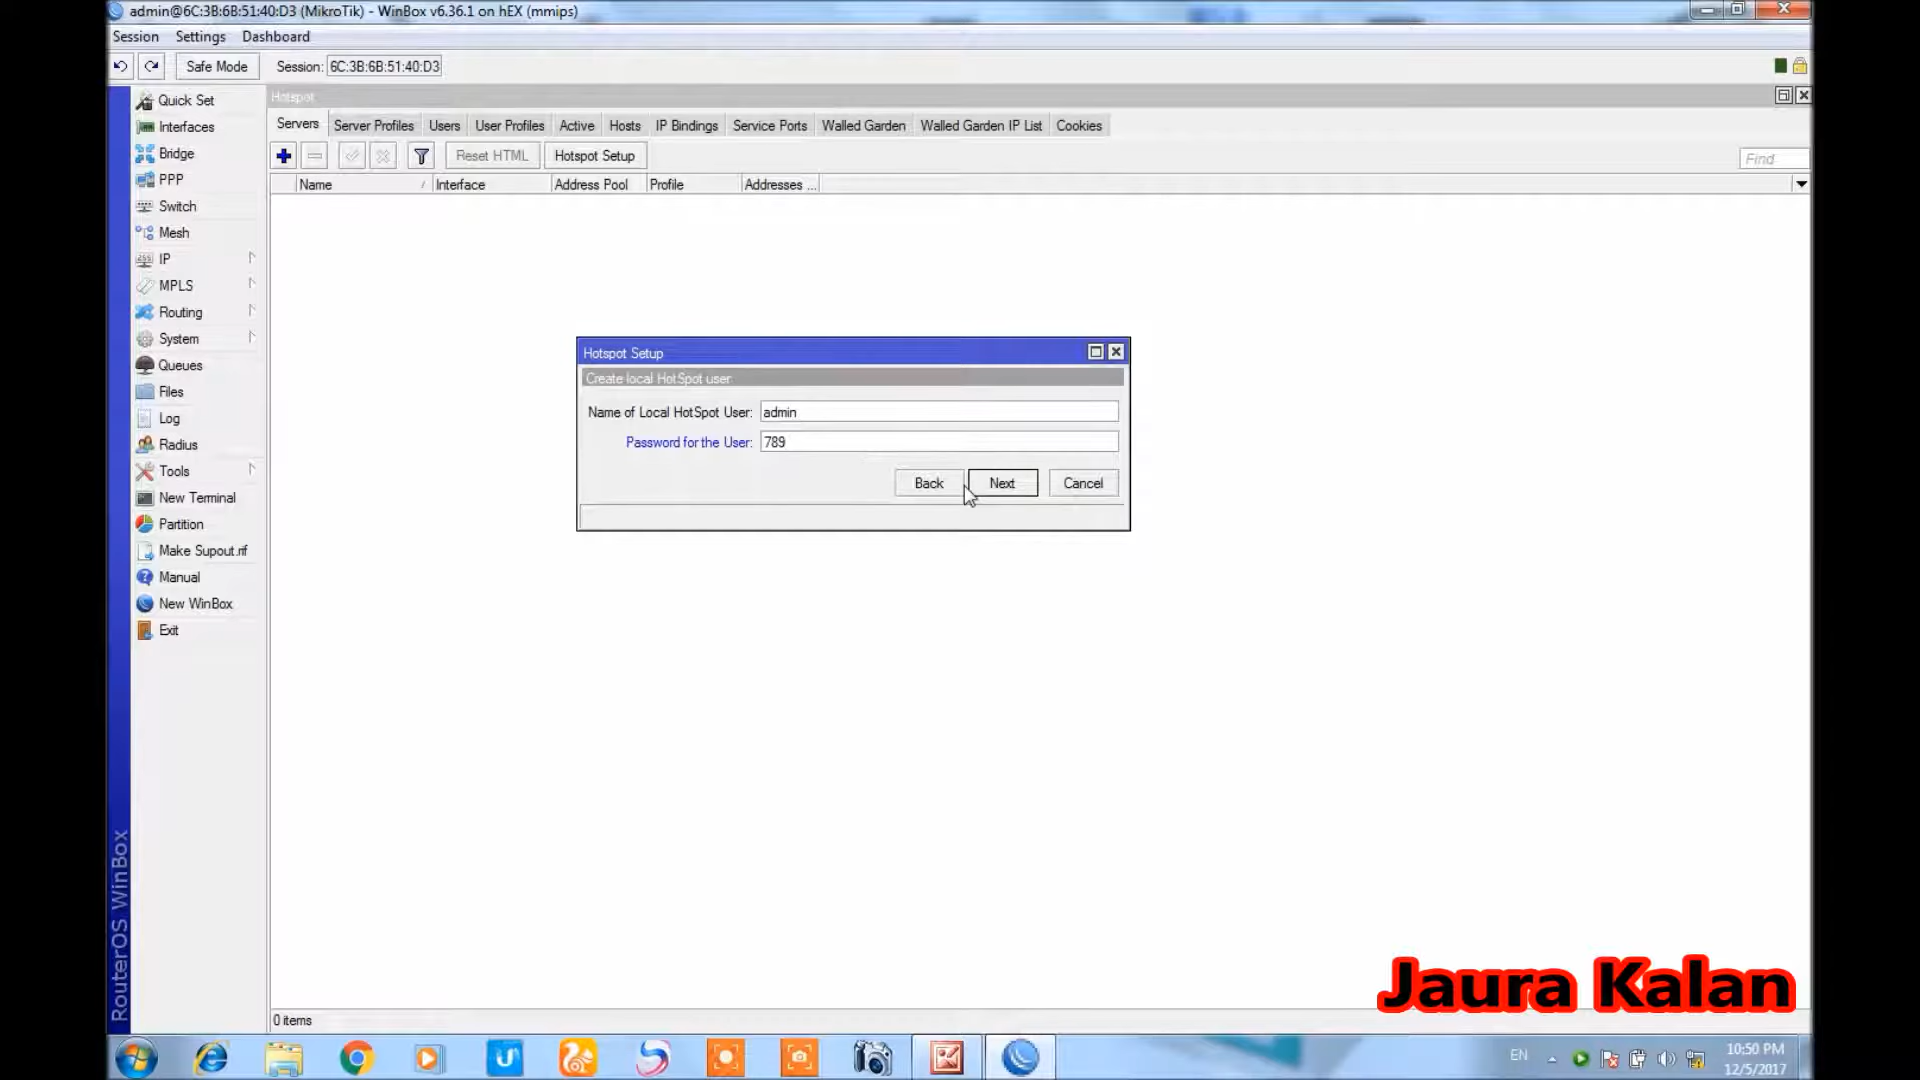 admin@6C:3B:6B:51:40:D3 (MikroTik) - WinBox v6.36.1 on hEX (mmips)
Session Settings Dashboard
Safe Mode Session: 6C:3B:6B:51:40:D3
Quick Set
Interfaces
Bridge
PPP
Switch
Mesh
IP
MPLS
Routing
System
Queues
Files
Log
Radius
Tools
New Terminal
Partition
Make Supout.rif
Manual
New WinBox
Exit
RouterOS WinBox
Hotspot
Servers Server Profiles Users User Profiles Active Hosts IP Bindings Service Ports Walled Garden Walled Garden IP List Cookies
Reset HTML Hotspot Setup Find
Name Interface Address Pool Profile Addresses ...
Hotspot Setup
Create local HotSpot user
Name of Local HotSpot User: admin
Password for the User: 789
Back Next Cancel
0 items
Jaura Kalan
EN
10:50 PM
12/5/2017